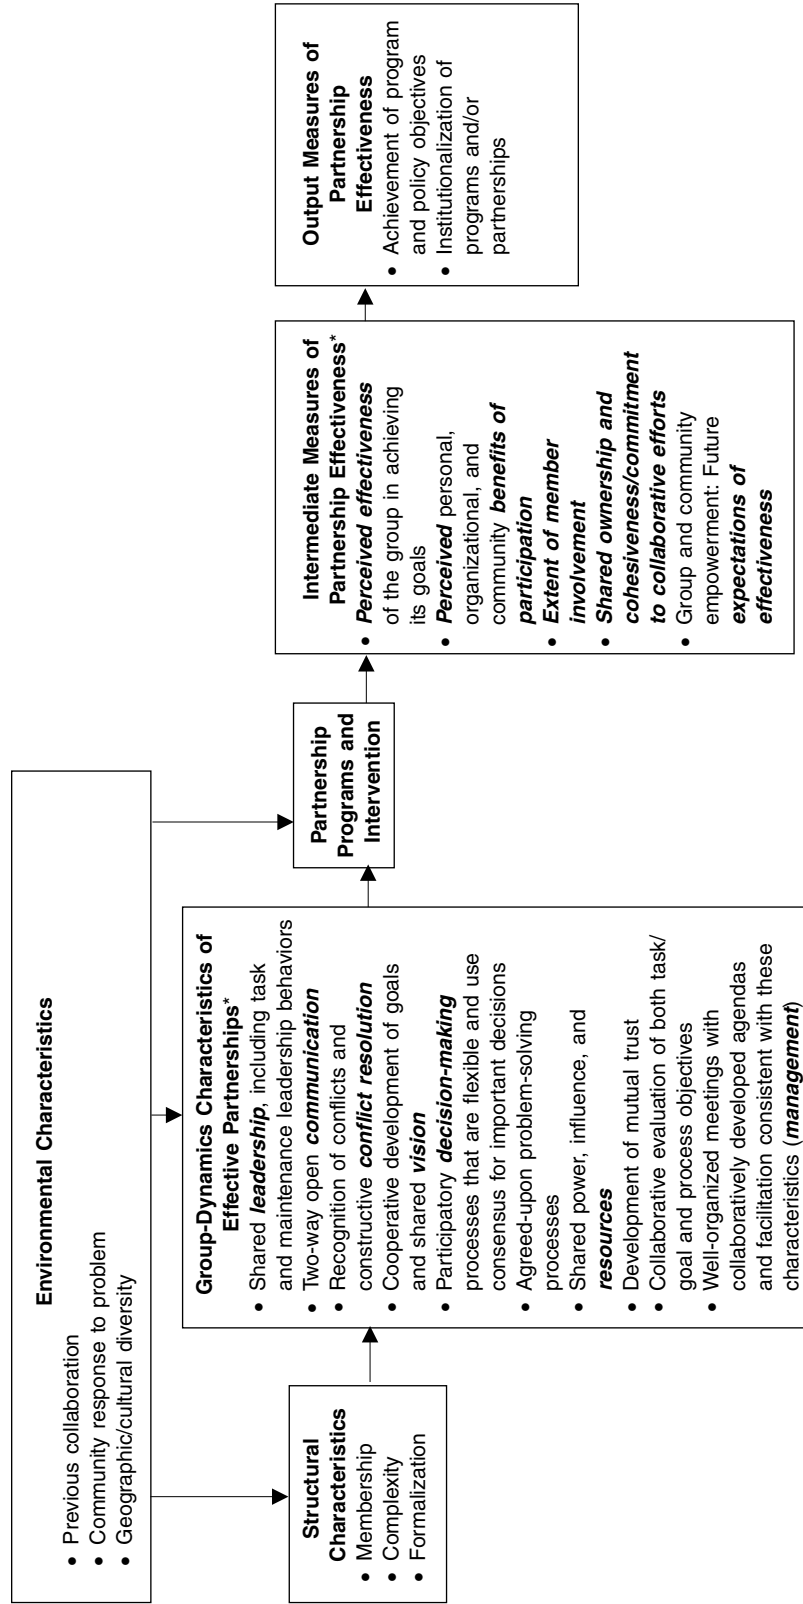 Environmental Characteristics
• Previous collaboration
• Community response to problem
• Geographic/cultural diversity
Structural
Characteristics
• Membership
• Complexity
• Formalization
Group-Dynamics Characteristics of
Effective Partnerships*
• Shared leadership, including task
and maintenance leadership behaviors
• Two-way open communication
• Recognition of conflicts and
constructive conflict resolution
• Cooperative development of goals
and shared vision
• Participatory decision-making
processes that are flexible and use
consensus for important decisions
• Agreed-upon problem-solving
processes
• Shared power, influence, and
resources
• Development of mutual trust
• Collaborative evaluation of both task/
goal and process objectives
• Well-organized meetings with
collaboratively developed agendas
and facilitation consistent with these
characteristics (management)
Partnership
Programs and
Intervention
Intermediate Measures of
Partnership Effectiveness*
• Perceived effectiveness
of the group in achieving
its goals
• Perceived personal,
organizational, and
community benefits of
participation
• Extent of member
involvement
• Shared ownership and
cohesiveness/commitment
to collaborative efforts
• Group and community
empowerment: Future
expectations of
effectiveness
Output Measures of
Partnership
Effectiveness
• Achievement of program
and policy objectives
• Institutionalization of
programs and/or
partnerships